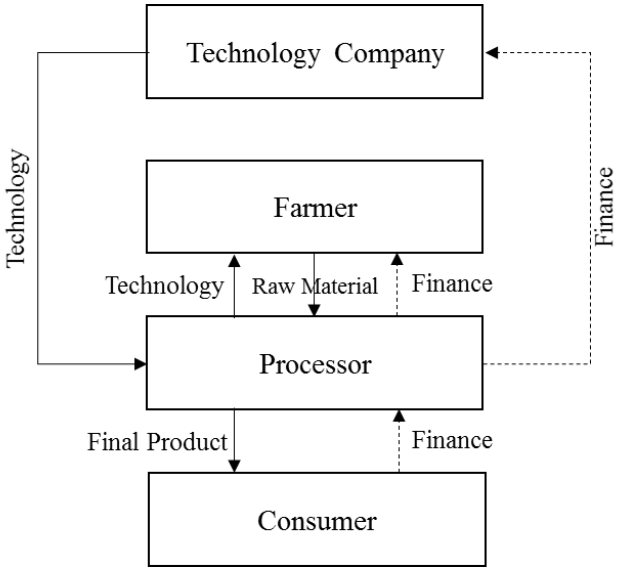 Technology Company
Technology
Finance
Farmer
Technology
Raw Material
Finance
Processor
Final Product
Finance
Consumer